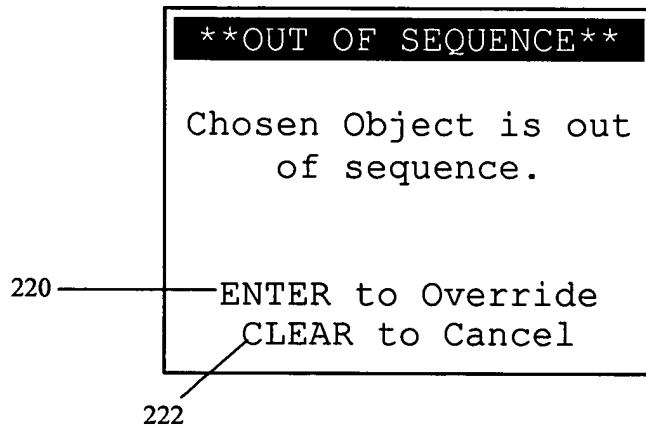 **OUT OF SEQUENCE**
Chosen Object is out
of sequence.
220
ENTER to Override
CLEAR to Cancel
222